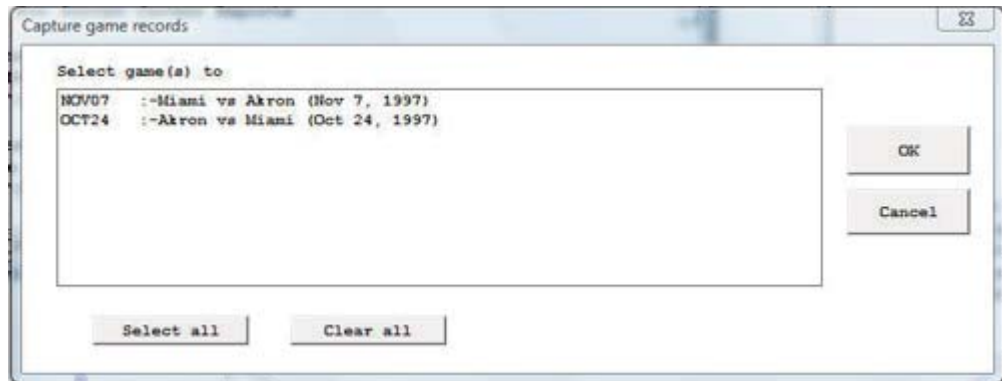 Capture game records
Select game(s) to
NOV07 :-Miami vs Akron (Nov 7, 1997)
OCT24 :-Akron vs Miami (Oct 24, 1997)
OK
Cancel
Select all Clear all